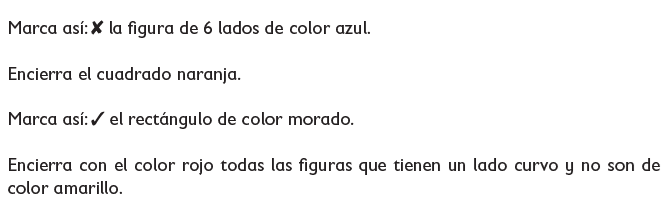 Marca así:✘ la figura de 6 lados de color azul.
Encierra el cuadrado naranja.
Marca así:✓ el rectángulo de color morado.
Encierra con el color rojo todas las figuras que tienen un lado curvo y no son de
color amarillo.